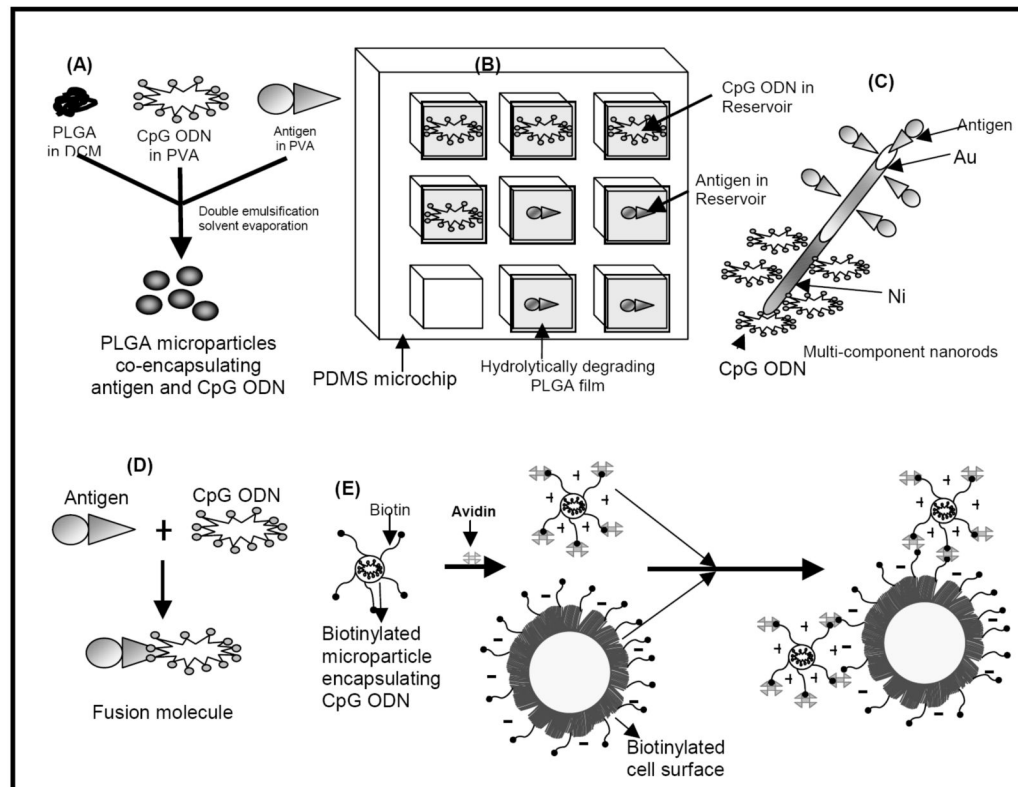 (A)
PLGA
in DCM
CpG ODN
in PVA
Antigen
in PVA
Double emulsification
solvent evaporation
PLGA microparticles
co-encapsulating
antigen and CpG ODN
(B)
CpG ODN in
Reservoir
Antigen in
Reservoir
PDMS microchip
Hydrolytically degrading
PLGA film
(C)
Antigen
Au
Ni
CpG ODN
Multi-component nanorods
(D)
Antigen
+
CpG ODN
Fusion molecule
(E)
Biotin
Avidin
Biotinylated
microparticle
encapsulating
CpG ODN
Biotinylated
cell surface